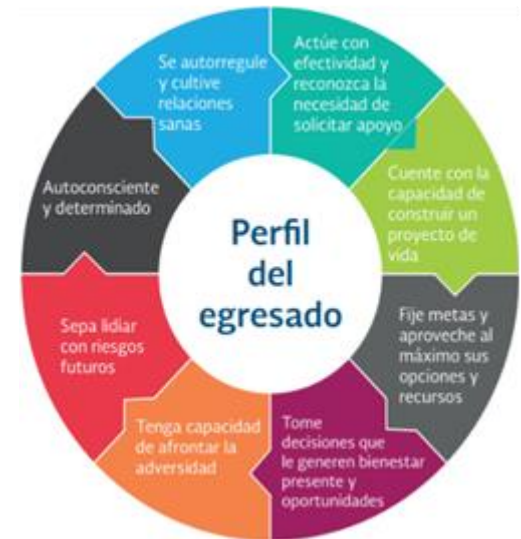 Perfil
del
egresado
Actúe con
efectividad y
reconozca la
necesidad de
solicitar apoyo
Cuente con la
capacidad de
construir un
proyecto de
vida
Fije metas y
aproveche al
máximo sus
opciones y
recursos
Tome
decisiones que
le generen bienestar
presente y
oportunidades
Tenga capacidad
de afrontar la
adversidad
Sepa lidiar
con riesgos
futuros
Autoconsciente
y determinado
Se autorregule
y cultive
relaciones
sanas